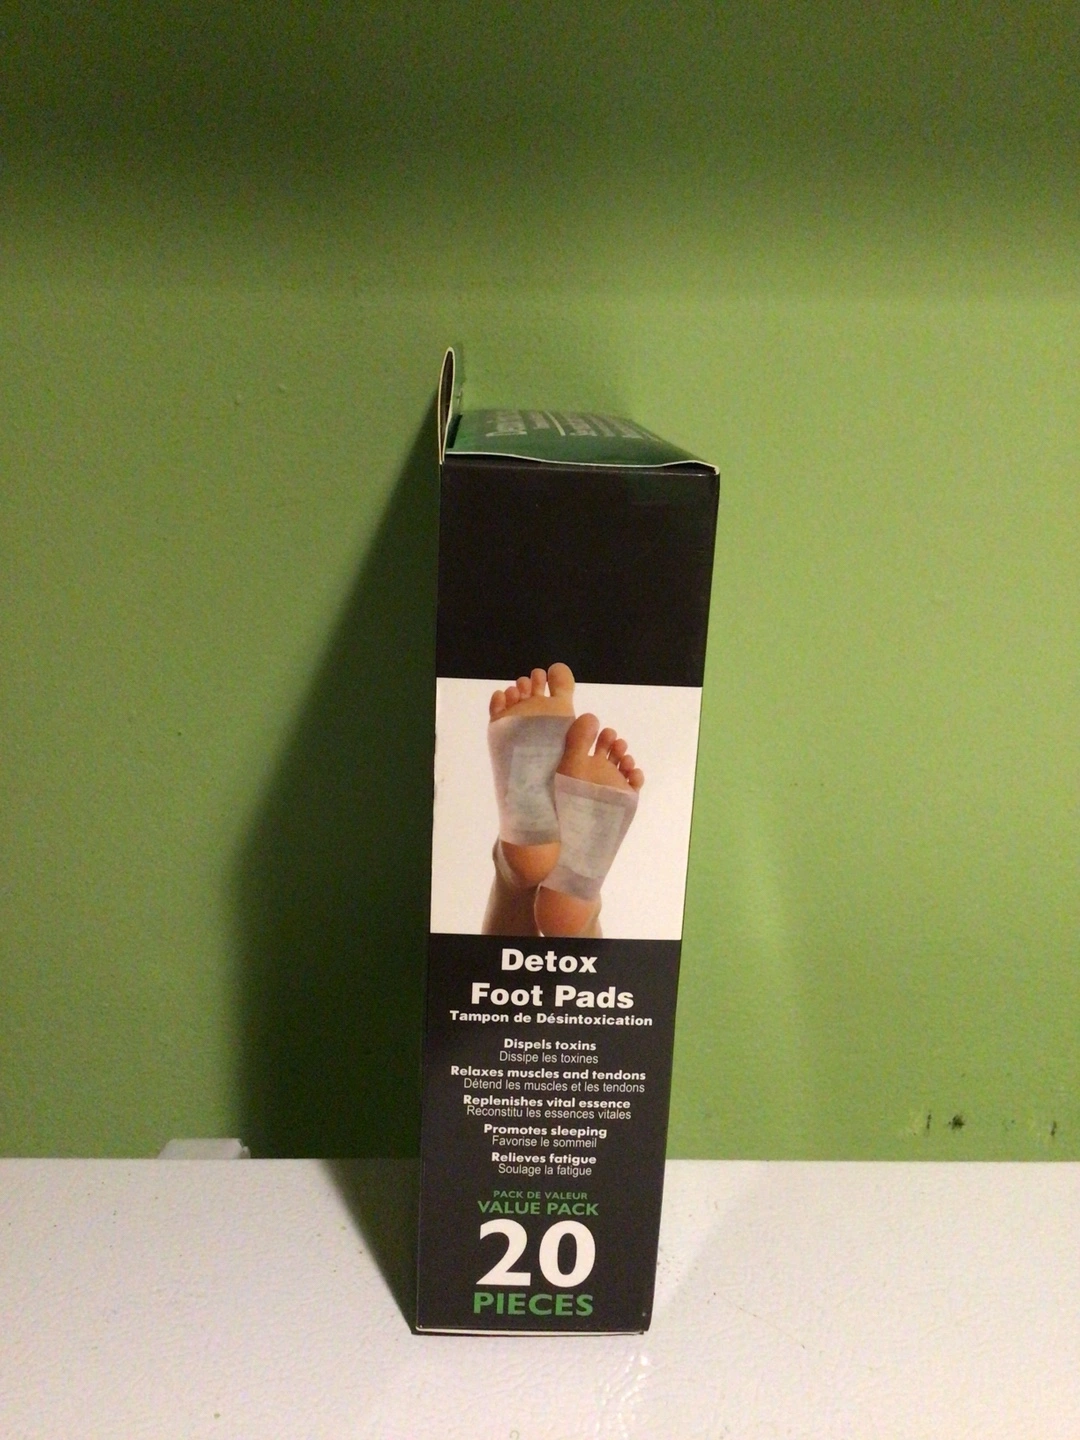 Detox
Foot Pads
Tampon de Désintoxication
Dispels toxins
Dissipe les toxines
Relaxes muscles and tendons
Détend les muscles et les tendons
Replenishes vital essence
Reconstitu les essences vitales
Promotes sleeping
Favorise le sommeil
Relieves fatigue
Soulage la fatigue
PACK DE VALEUR
VALUE PACK
20
PIECES